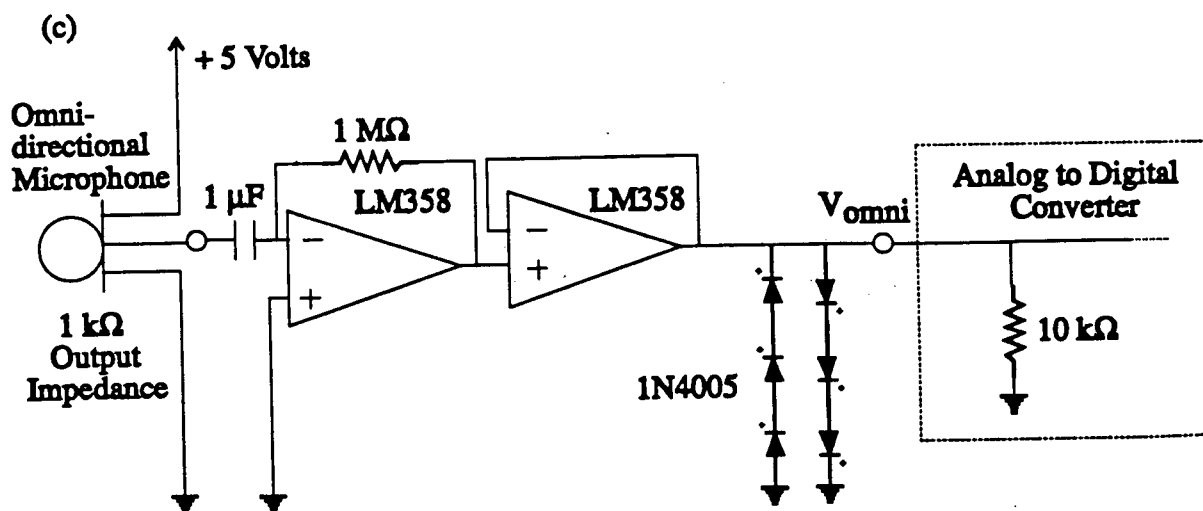 (c)
+ 5 Volts
Omni-
directional
Microphone
1 MΩ
1 µF
LM358
LM358
Vomni
Analog to Digital
Converter
−
+
−
+
1 kΩ
Output
Impedance
1N4005
10 kΩ